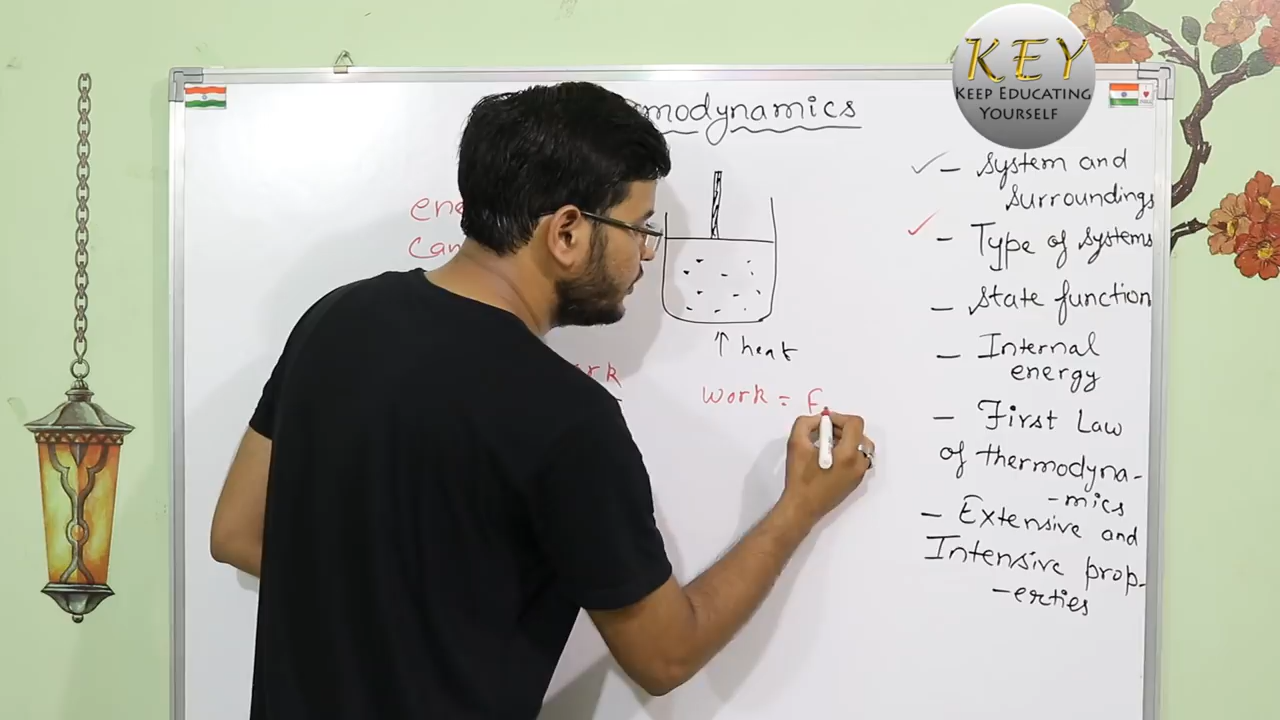 KEY
KEEP EDUCATING
YOURSELF
modynamics
ene
can
↑ heat
work = F.
✓ - System and
surroundings
✓ - Type of systems
- State function
- Internal
energy
- First Law
of thermodyna-
-mics
- Extensive and
Intensive prop-
-erties